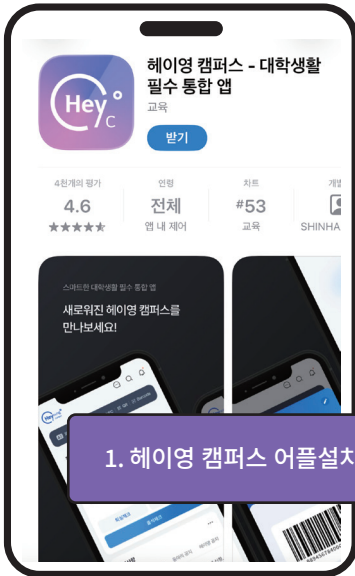 Hey
C
헤이영 캠퍼스 - 대학생활
필수 통합 앱
교육
받기
4천개의 평가
4.6
연령
전체
앱 내 제어
차트
#53
교육
SHINHA
스마트한 대학생활 필수 통합 앱
새로워진 헤이영 캠퍼스를
만나보세요!
1. 헤이영 캠퍼스 어플설치